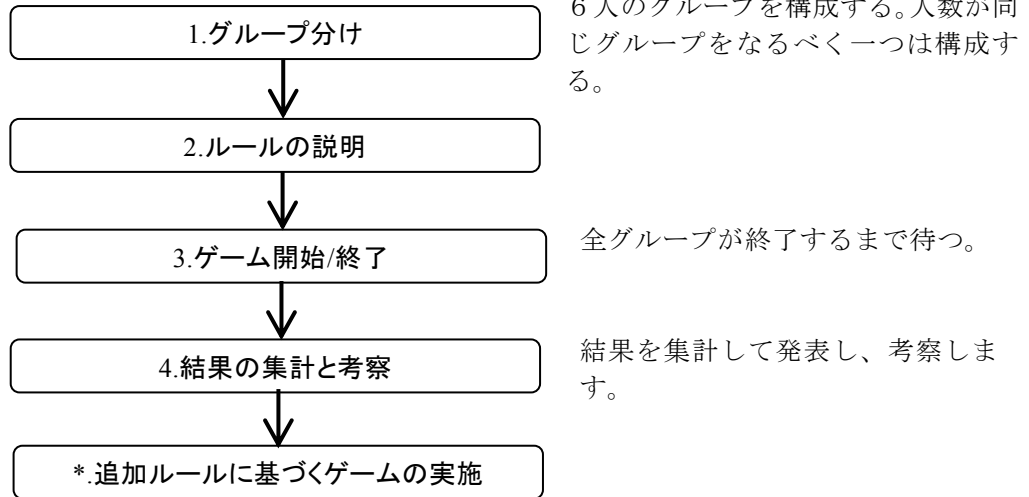 1.グループ分け
６人のグループを構成する。人数が同
じグループをなるべく一つは構成す
る。
2.ルールの説明
3.ゲーム開始/終了
全グループが終了するまで待つ。
4.結果の集計と考察
結果を集計して発表し、考察しま
す。
*.追加ルールに基づくゲームの実施